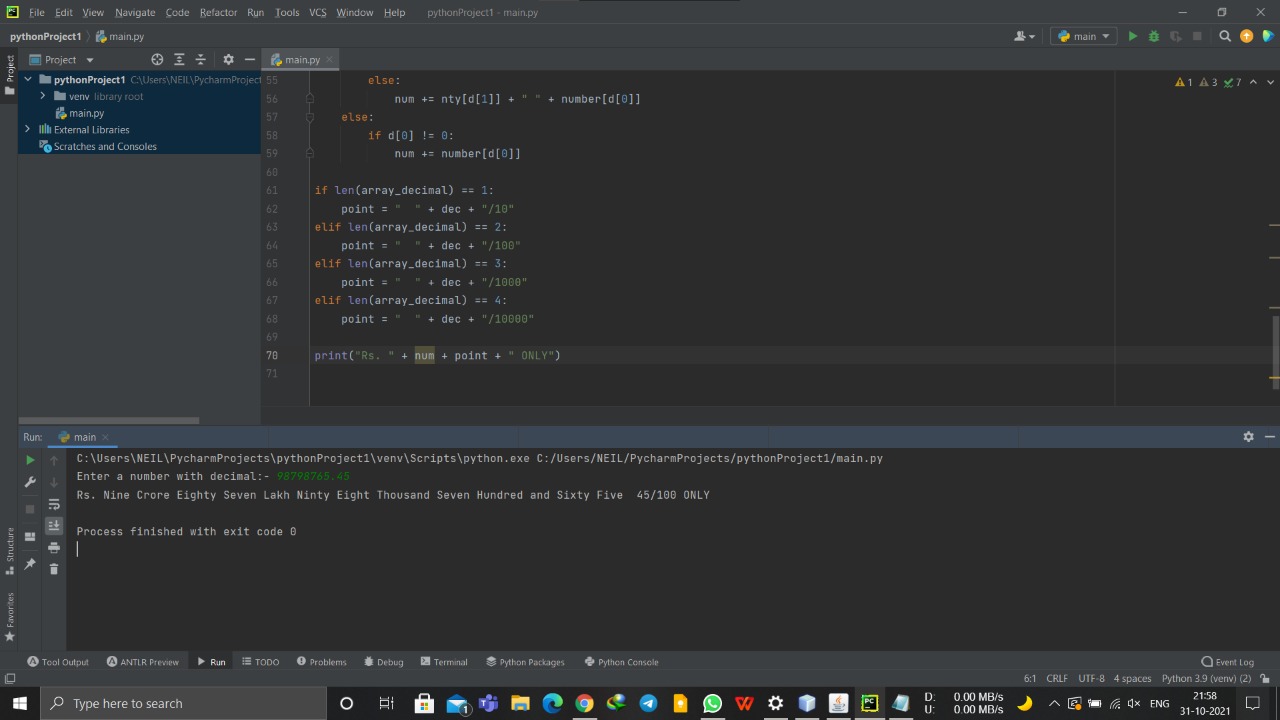 File Edit View Navigate Code Refactor Run Tools VCS Window Help pythonProject1 - main.py
pythonProject1 main.py main
Project main.py
Project
pythonProject1 C:\Users\NEIL\PycharmProject
venv library root
main.py
External Libraries
Scratches and Consoles
1 3 7
55 else:
56 num += nty[d[1]] + " " + number[d[0]]
57 else:
58 if d[0] != 0:
59 num += number[d[0]]
60
61 if len(array_decimal) == 1:
62 point = "  " + dec + "/10"
63 elif len(array_decimal) == 2:
64 point = "  " + dec + "/100"
65 elif len(array_decimal) == 3:
66 point = "  " + dec + "/1000"
67 elif len(array_decimal) == 4:
68 point = "  " + dec + "/10000"
69
70 print("Rs. " + num + point + " ONLY")
71
Run: main
C:\Users\NEIL\PycharmProjects\pythonProject1\venv\Scripts\python.exe C:/Users/NEIL/PycharmProjects/pythonProject1/main.py
Enter a number with decimal:- 98798765.45
Rs. Nine Crore Eighty Seven Lakh Ninty Eight Thousand Seven Hundred and Sixty Five  45/100 ONLY
Process finished with exit code 0
Structure
Favorites
Tool Output ANTLR Preview Run TODO Problems Debug Terminal Python Packages Python Console Event Log
6:1 CRLF UTF-8 4 spaces Python 3.9 (venv) (2)
Type here to search
1
D: 0.00 MB/s
U: 0.00 MB/s
ENG
21:58
31-10-2021